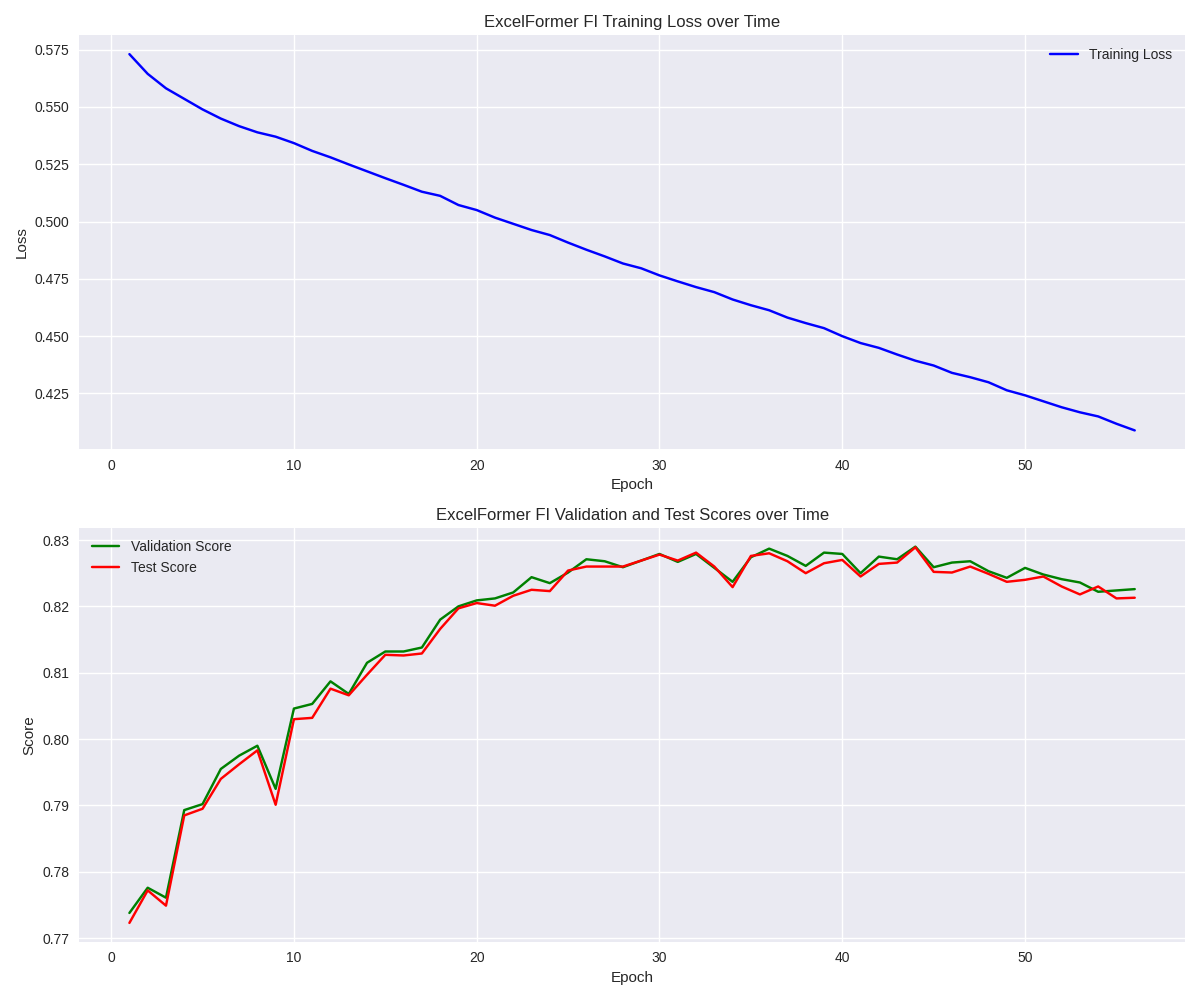 ExcelFormer FI Training Loss over Time
Training Loss
0.575
0.550
0.525
0.500
0.475
0.450
0.425
Loss
0 10 20 30 40 50
Epoch
ExcelFormer FI Validation and Test Scores over Time
Validation Score
Test Score
0.83
0.82
0.81
0.80
0.79
0.78
0.77
Score
0 10 20 30 40 50
Epoch